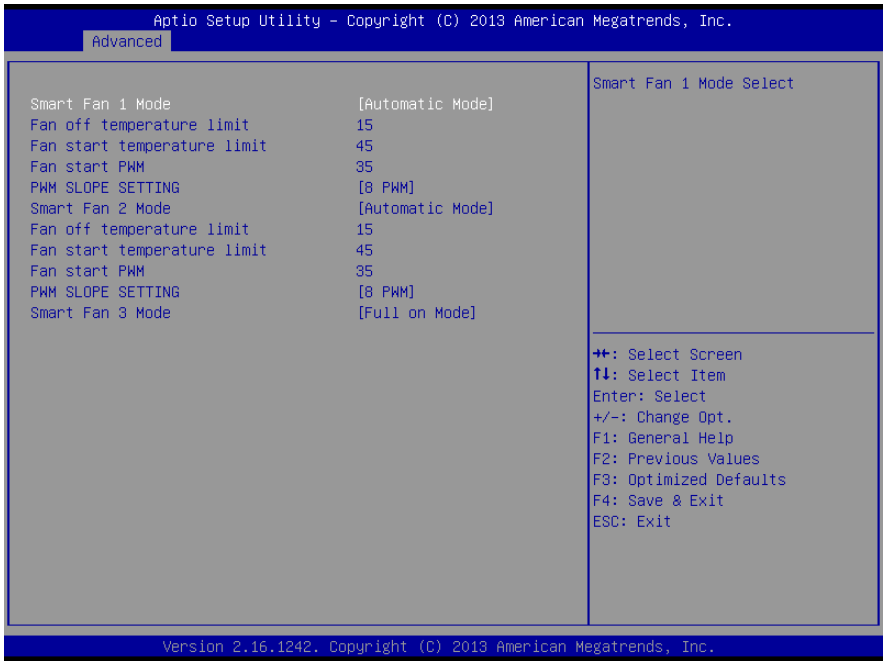 Aptio Setup Utility – Copyright (C) 2013 American Megatrends, Inc.
Advanced
Smart Fan 1 Mode [Automatic Mode]
Fan off temperature limit 15
Fan start temperature limit 45
Fan start PWM 35
PWM SLOPE SETTING [8 PWM]
Smart Fan 2 Mode [Automatic Mode]
Fan off temperature limit 15
Fan start temperature limit 45
Fan start PWM 35
PWM SLOPE SETTING [8 PWM]
Smart Fan 3 Mode [Full on Mode]
Smart Fan 1 Mode Select
→←: Select Screen
↑↓: Select Item
Enter: Select
+/-: Change Opt.
F1: General Help
F2: Previous Values
F3: Optimized Defaults
F4: Save & Exit
ESC: Exit
Version 2.16.1242. Copyright (C) 2013 American Megatrends, Inc.